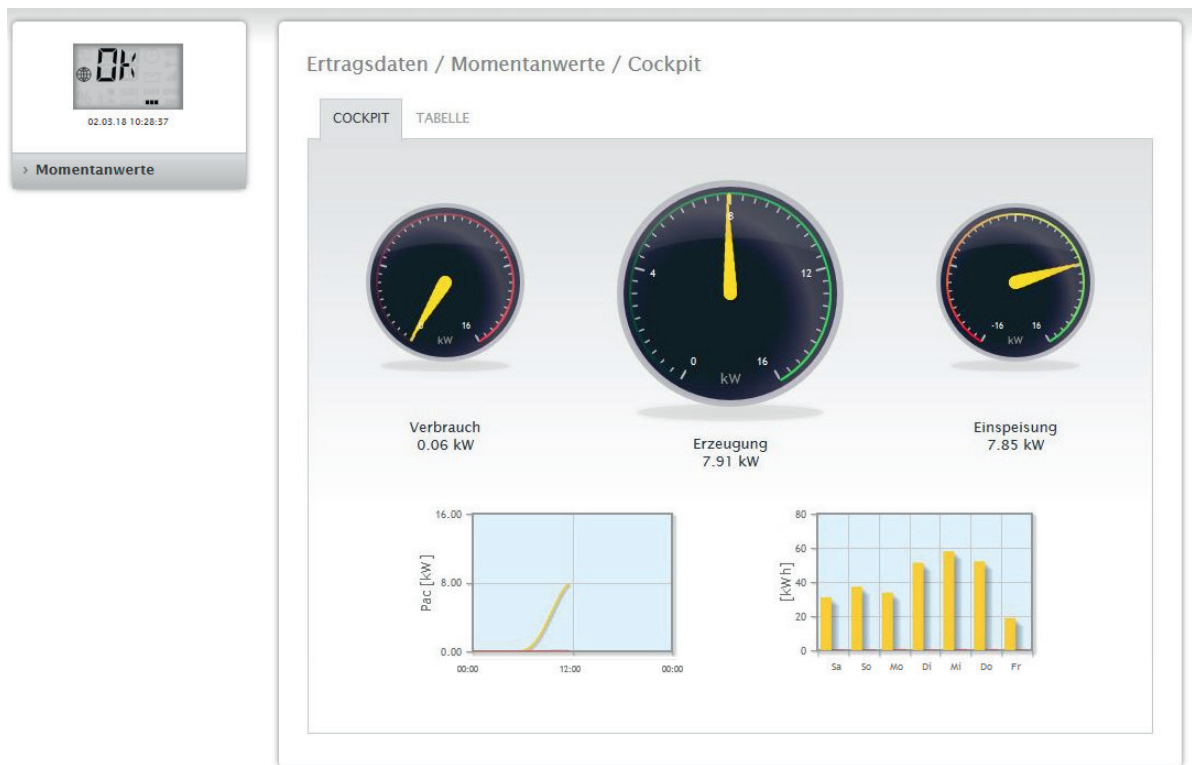 OK
02.03.18 10:28:37
› Momentanwerte
Ertragsdaten / Momentanwerte / Cockpit
COCKPIT TABELLE
0 16
kW
Verbrauch
0.06 kW
8
4 12
0 16
kW
Erzeugung
7.91 kW
-16 16
kW
Einspeisung
7.85 kW
16.00
8.00
0.00
Pac [kW]
00:00 12:00 00:00
80
60
40
20
0
[kWh]
Sa So Mo Di Mi Do Fr